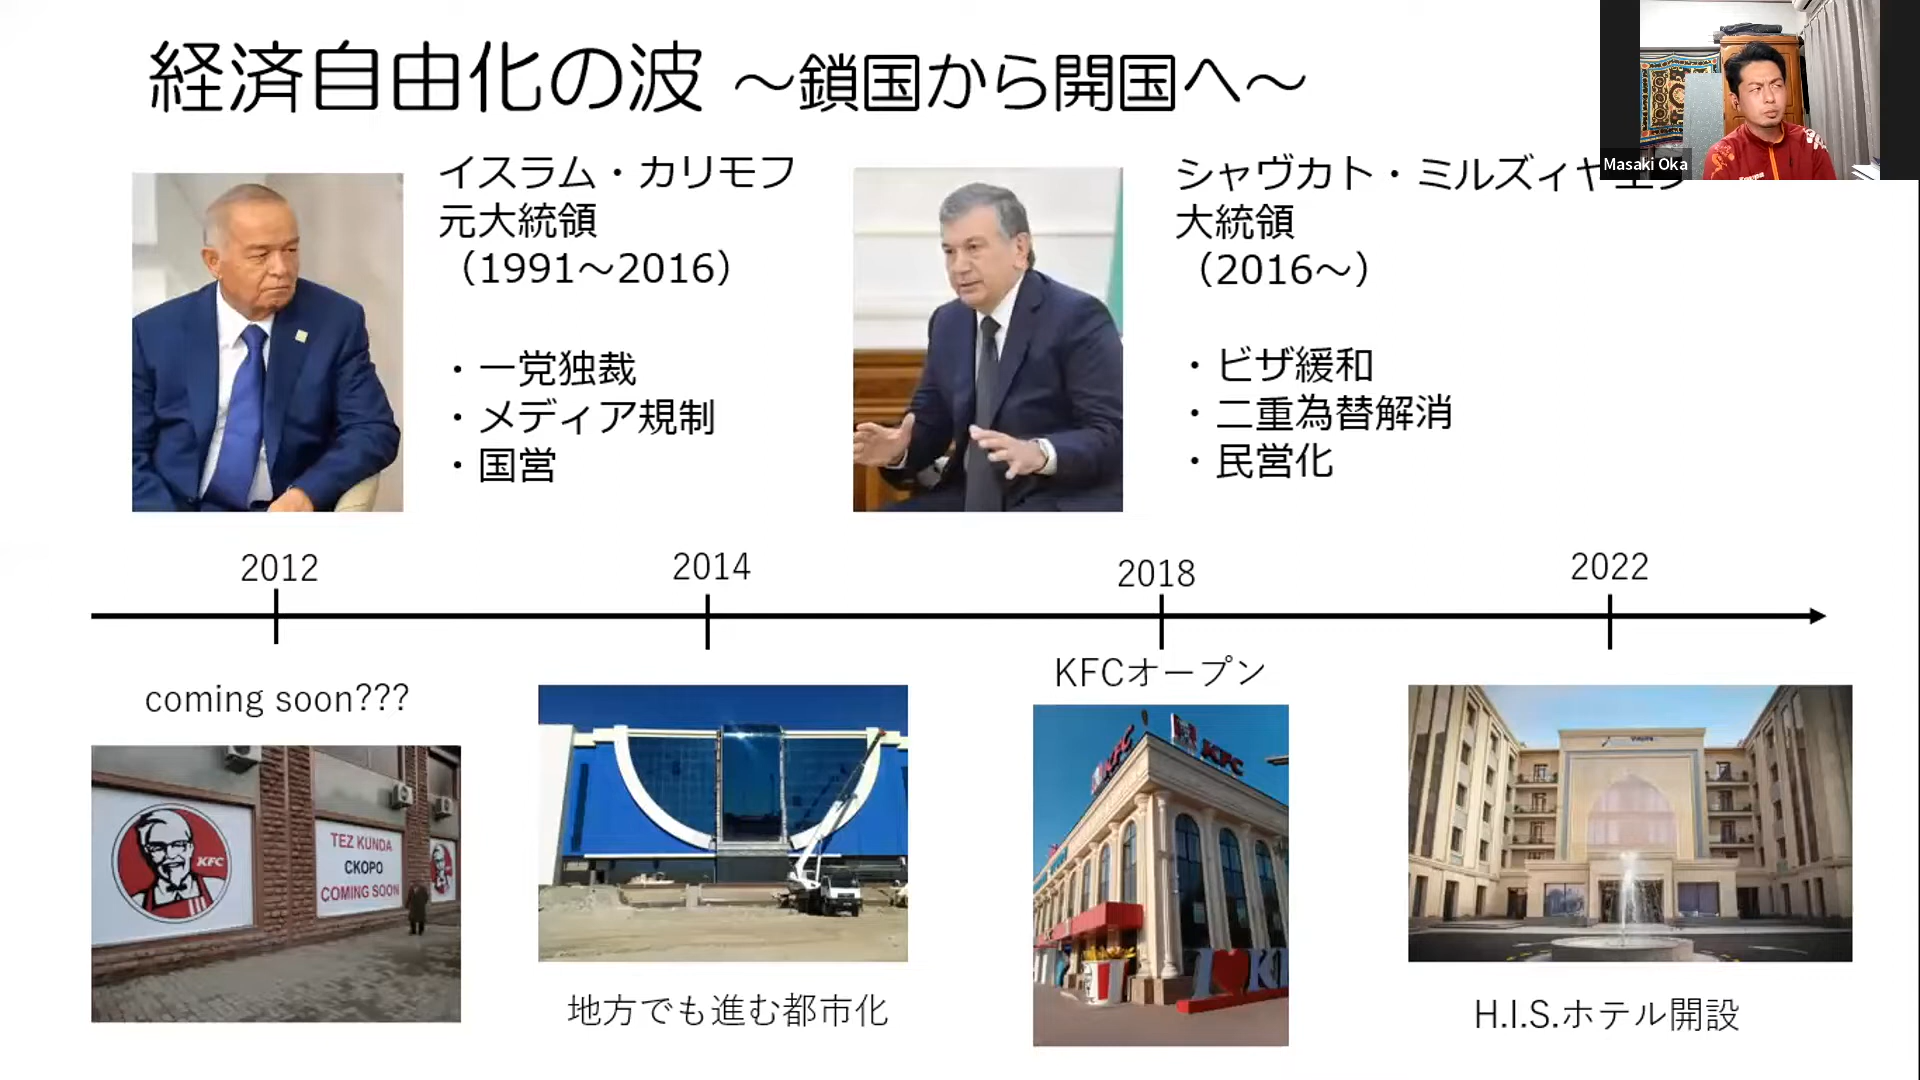 経済自由化の波 ～鎖国から開国へ～
Masaki Oka
イスラム・カリモフ
元大統領
（1991～2016）
・一党独裁
・メディア規制
・国営
シャヴカト・ミルズィヤエフ
大統領
（2016～）
・ビザ緩和
・二重為替解消
・民営化
2012
2014
2018
2022
coming soon???
KFC
TEZ KUNDA
СКОРО
COMING SOON
地方でも進む都市化
KFCオープン
KFC
KFC
I
H.I.S.ホテル開設